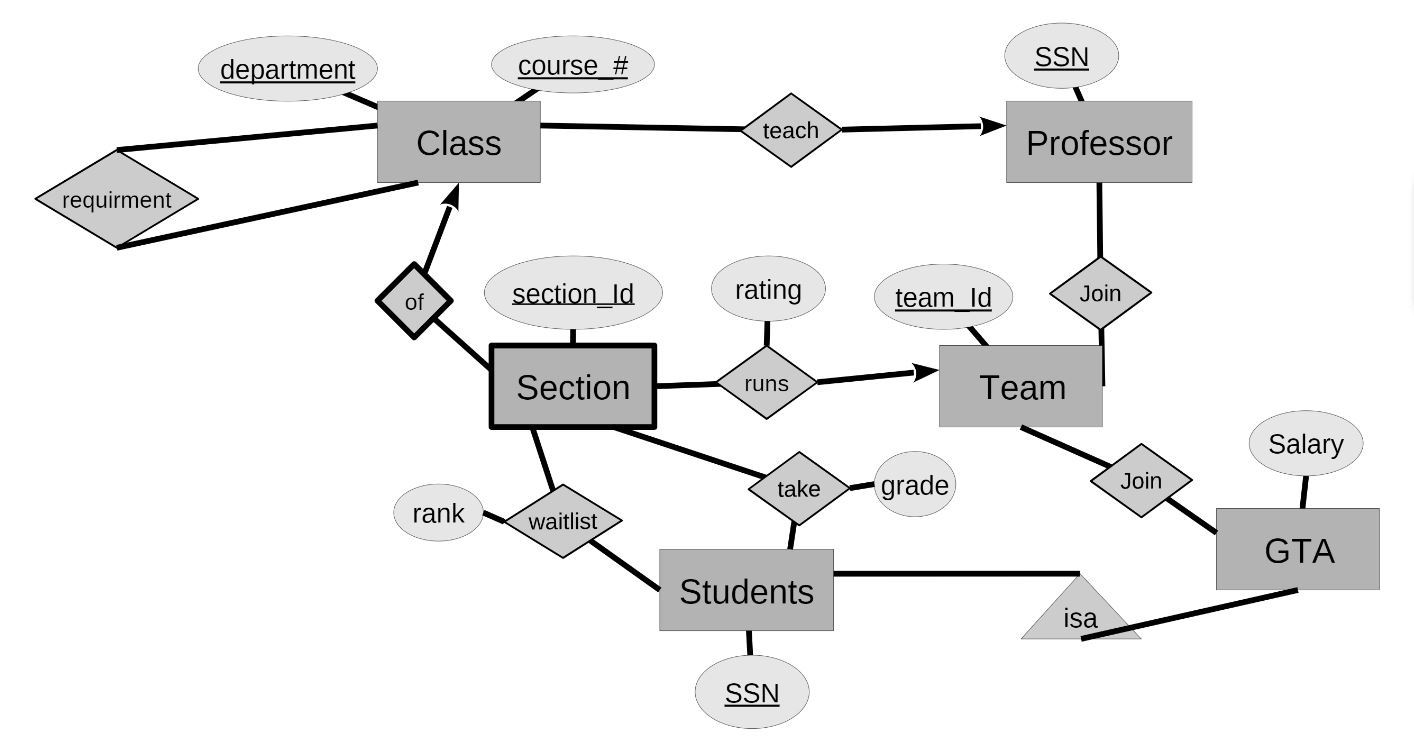 department
course_#
SSN
Class
teach
Professor
requirment
of
section_Id
rating
team_Id
Join
Section
runs
Team
Salary
rank
waitlist
take
grade
Join
GTA
Students
isa
SSN